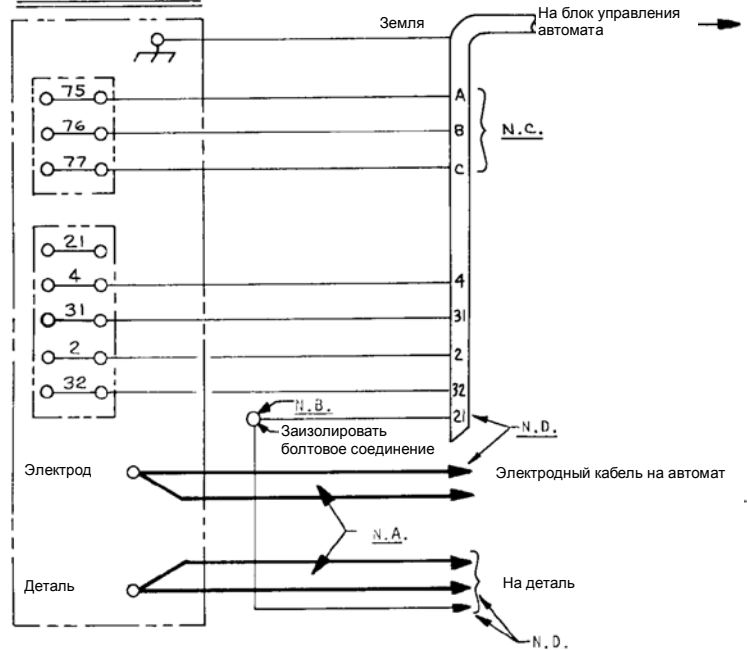 Земля
На блок управления
автомата
75
A
76
B
N.C.
77
C
21
4
4
31
31
2
2
32
32
N.B.
21
Заизолировать
болтовое соединение
N.D.
Электрод
Электродный кабель на автомат
N.A.
Деталь
На деталь
N.D.